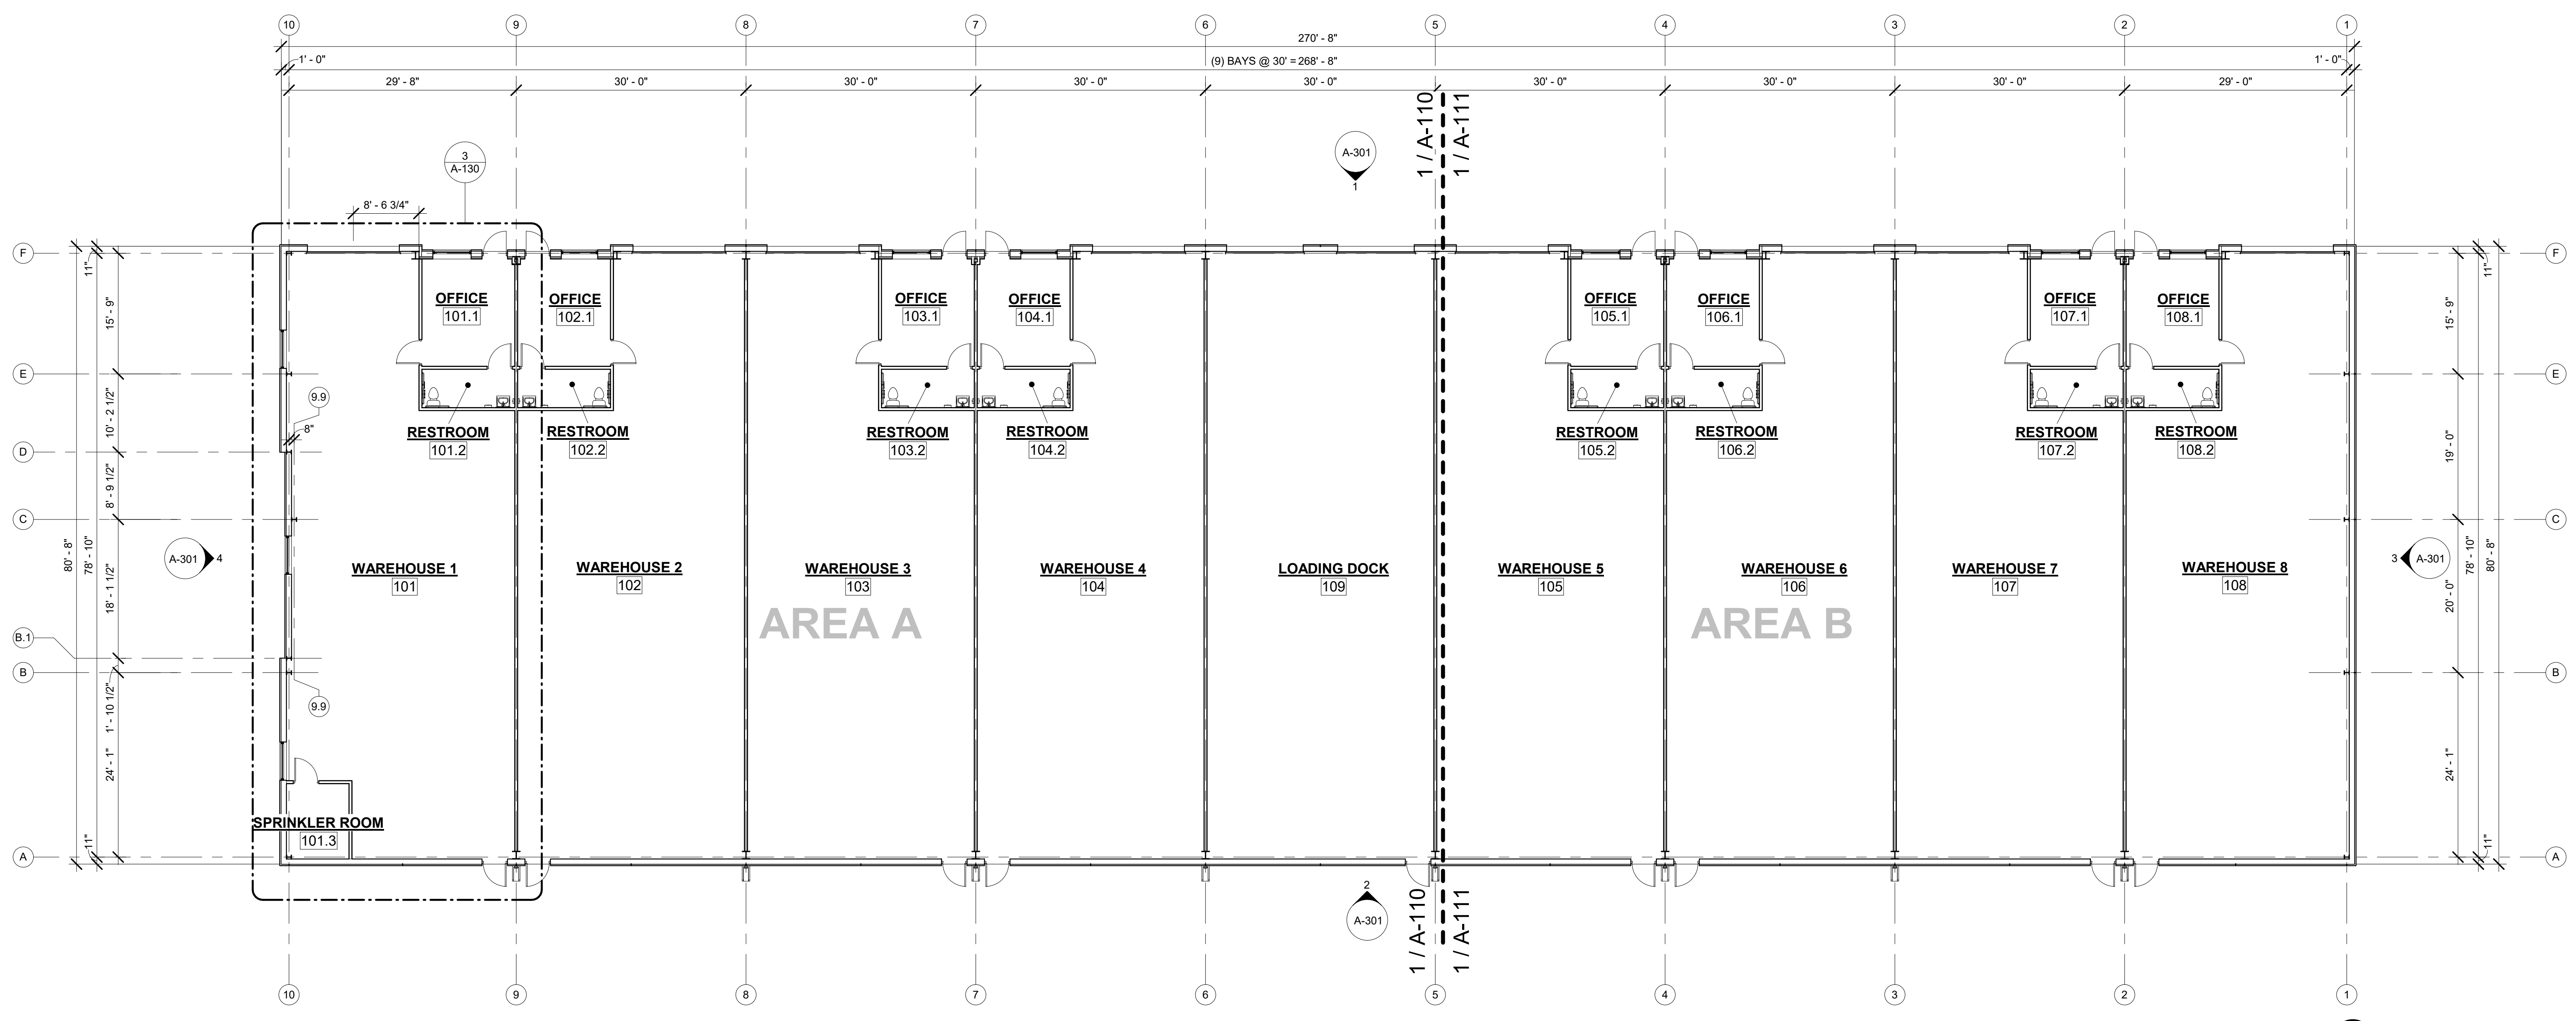 10 9 8 7 6 5 4 3 2 1
270' - 8"
1' - 0" (9) BAYS @ 30' = 268' - 8" 1' - 0"
29' - 8" 30' - 0" 30' - 0" 30' - 0" 30' - 0" 30' - 0" 30' - 0" 30' - 0" 29' - 0"
1 / A-110
1 / A-111
3
A-130
A-301
1
8' - 6 3/4"
F F
11" 11"
15' - 9" 15' - 9"
OFFICE OFFICE OFFICE OFFICE OFFICE OFFICE OFFICE OFFICE
101.1 102.1 103.1 104.1 105.1 106.1 107.1 108.1
E E
10' - 2 1/2"
9.9
8"
RESTROOM RESTROOM RESTROOM RESTROOM RESTROOM RESTROOM RESTROOM RESTROOM
101.2 102.2 103.2 104.2 105.2 106.2 107.2 108.2
D
19' - 0"
8' - 9 1/2"
C C
80' - 8"
78' - 10"
78' - 10"
80' - 8"
A-301 4
3 A-301
WAREHOUSE 1 WAREHOUSE 2 WAREHOUSE 3 WAREHOUSE 4 LOADING DOCK WAREHOUSE 5 WAREHOUSE 6 WAREHOUSE 7 WAREHOUSE 8
101 102 103 104 109 105 106 107 108
18' - 1 1/2"
20' - 0"
AREA A AREA B
B.1
B B
9.9
1' - 10 1/2"
24' - 1" 24' - 1"
SPRINKLER ROOM
101.3
11" 11"
A A
2
A-301
1 / A-110
1 / A-111
10 9 8 7 6 5 4 3 2 1